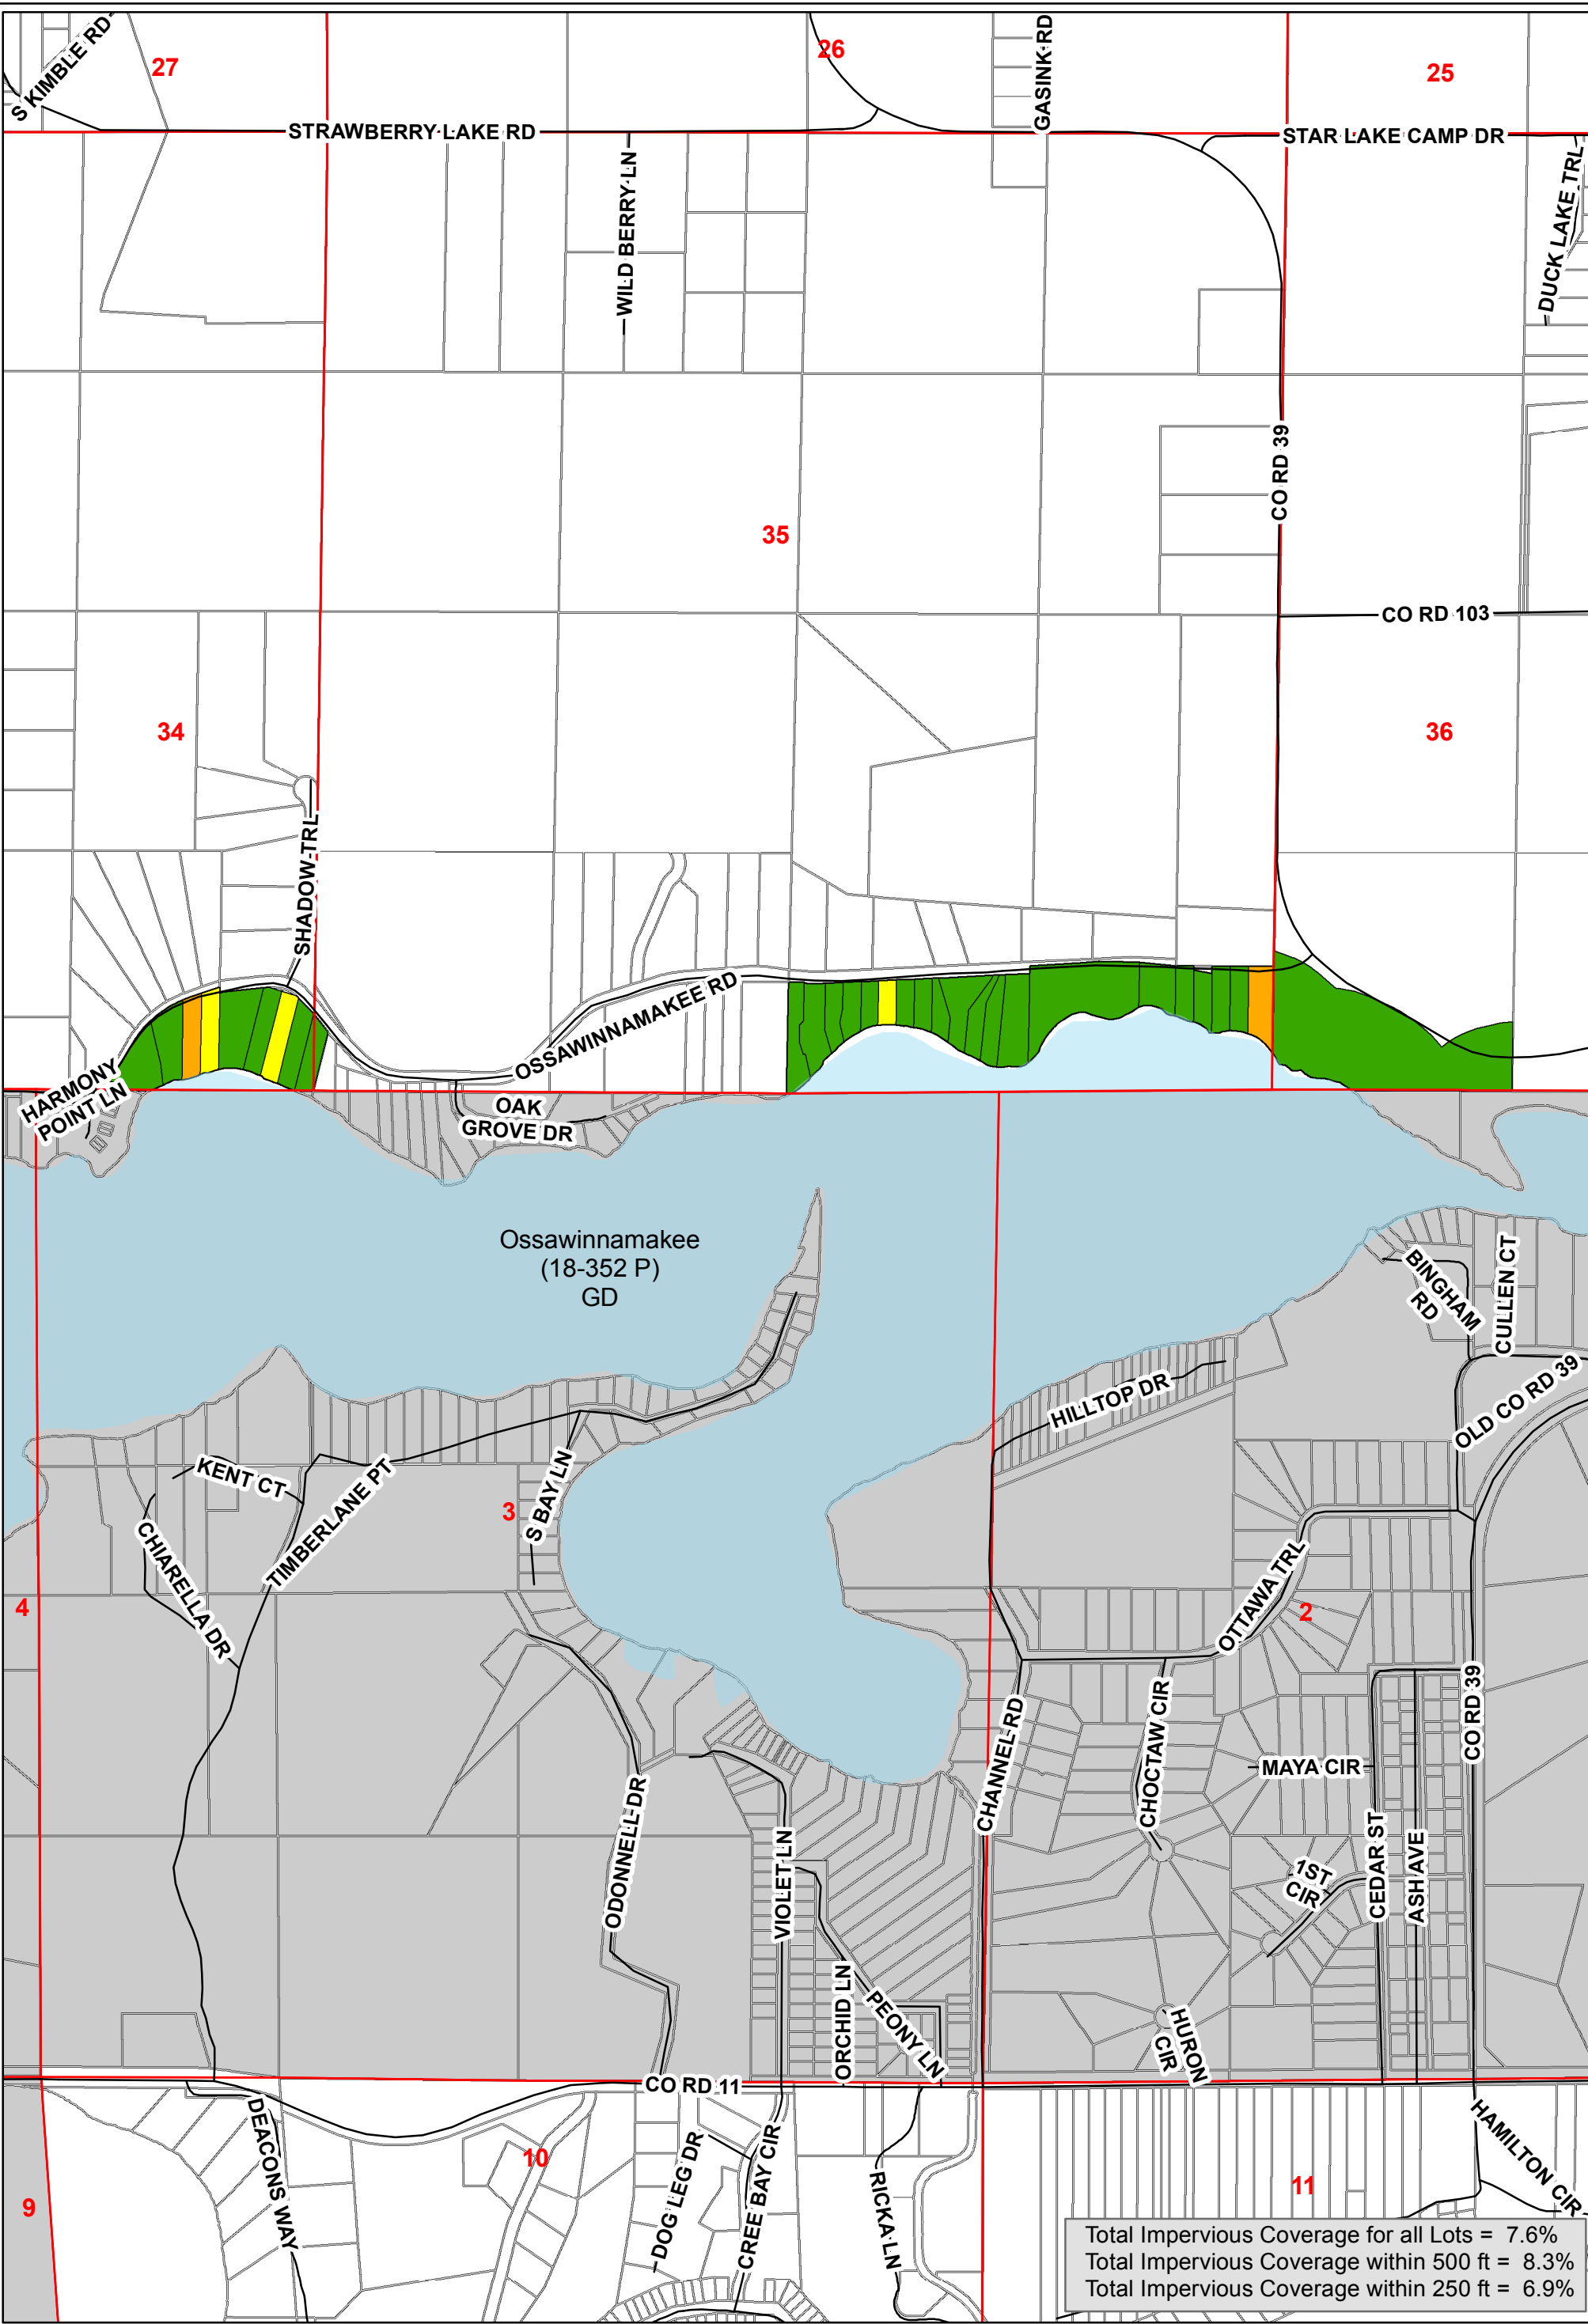 S KIMBLE RD
27
26
GASINK RD
25
STRAWBERRY LAKE RD
STAR LAKE CAMP DR
WILD BERRY LN
DUCK LAKE TRL
CO RD 39
35
CO RD 103
34
36
SHADOW TRL
OSSAWINNAMAKEE RD
HARMONY
POINT LN
OAK
GROVE DR
Ossawinnamakee
(18-352 P)
GD
BINGHAM
RD
CULLEN CT
HILLTOP DR
OLD CO RD 39
KENT CT
TIMBERLANE PT
3
S BAY LN
CHIARELLA DR
4
OTTAWA TRL
2
CHANNEL RD
CHOCTAW CIR
CO RD 39
MAYA CIR
ODONNELL DR
VIOLET LN
CEDAR ST
ASH AVE
1ST
CIR
ORCHID LN
PEONY LN
HURON
CIR
CO RD 11
DEACONS WAY
10
DOG LEG DR
CREE BAY CIR
RICKA LN
11
HAMILTON CIR
9
Total Impervious Coverage for all Lots = 7.6%
Total Impervious Coverage within 500 ft = 8.3%
Total Impervious Coverage within 250 ft = 6.9%